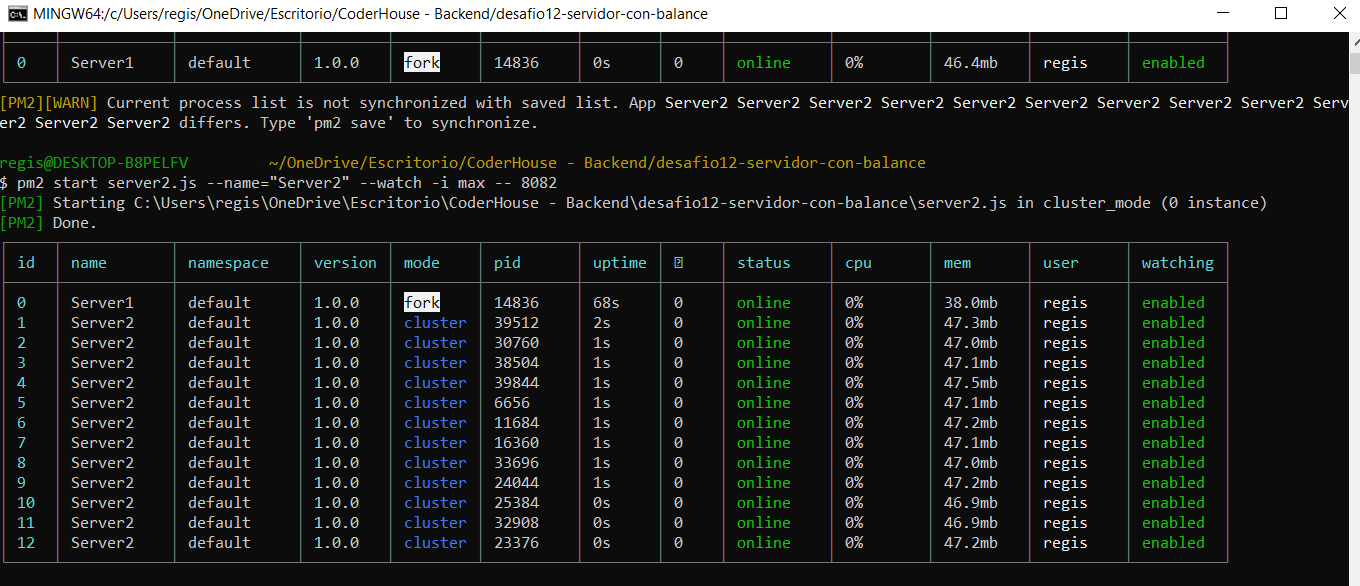 MINGW64:/c/Users/regis/OneDrive/Escritorio/CoderHouse - Backend/desafio12-servidor-con-balance
0 Server1 default 1.0.0 fork 14836 0s 0 online 0% 46.4mb regis enabled
[PM2][WARN] Current process list is not synchronized with saved list. App Server2 Server2 Server2 Server2 Server2 Server2 Server2 Server2 Server2 Serv
er2 Server2 Server2 differs. Type 'pm2 save' to synchronize.
regis@DESKTOP-B8PELFV ~/OneDrive/Escritorio/CoderHouse - Backend/desafio12-servidor-con-balance
$ pm2 start server2.js --name="Server2" --watch -i max -- 8082
[PM2] Starting C:\Users\regis\OneDrive\Escritorio\CoderHouse - Backend\desafio12-servidor-con-balance\server2.js in cluster_mode (0 instance)
[PM2] Done.
id name namespace version mode pid uptime status cpu mem user watching
0 Server1 default 1.0.0 fork 14836 68s 0 online 0% 38.0mb regis enabled
1 Server2 default 1.0.0 cluster 39512 2s 0 online 0% 47.3mb regis enabled
2 Server2 default 1.0.0 cluster 30760 1s 0 online 0% 47.0mb regis enabled
3 Server2 default 1.0.0 cluster 38504 1s 0 online 0% 47.1mb regis enabled
4 Server2 default 1.0.0 cluster 39844 1s 0 online 0% 47.5mb regis enabled
5 Server2 default 1.0.0 cluster 6656 1s 0 online 0% 47.1mb regis enabled
6 Server2 default 1.0.0 cluster 11684 1s 0 online 0% 47.2mb regis enabled
7 Server2 default 1.0.0 cluster 16360 1s 0 online 0% 47.1mb regis enabled
8 Server2 default 1.0.0 cluster 33696 1s 0 online 0% 47.0mb regis enabled
9 Server2 default 1.0.0 cluster 24044 1s 0 online 0% 47.2mb regis enabled
10 Server2 default 1.0.0 cluster 25384 0s 0 online 0% 46.9mb regis enabled
11 Server2 default 1.0.0 cluster 32908 0s 0 online 0% 46.9mb regis enabled
12 Server2 default 1.0.0 cluster 23376 0s 0 online 0% 47.2mb regis enabled